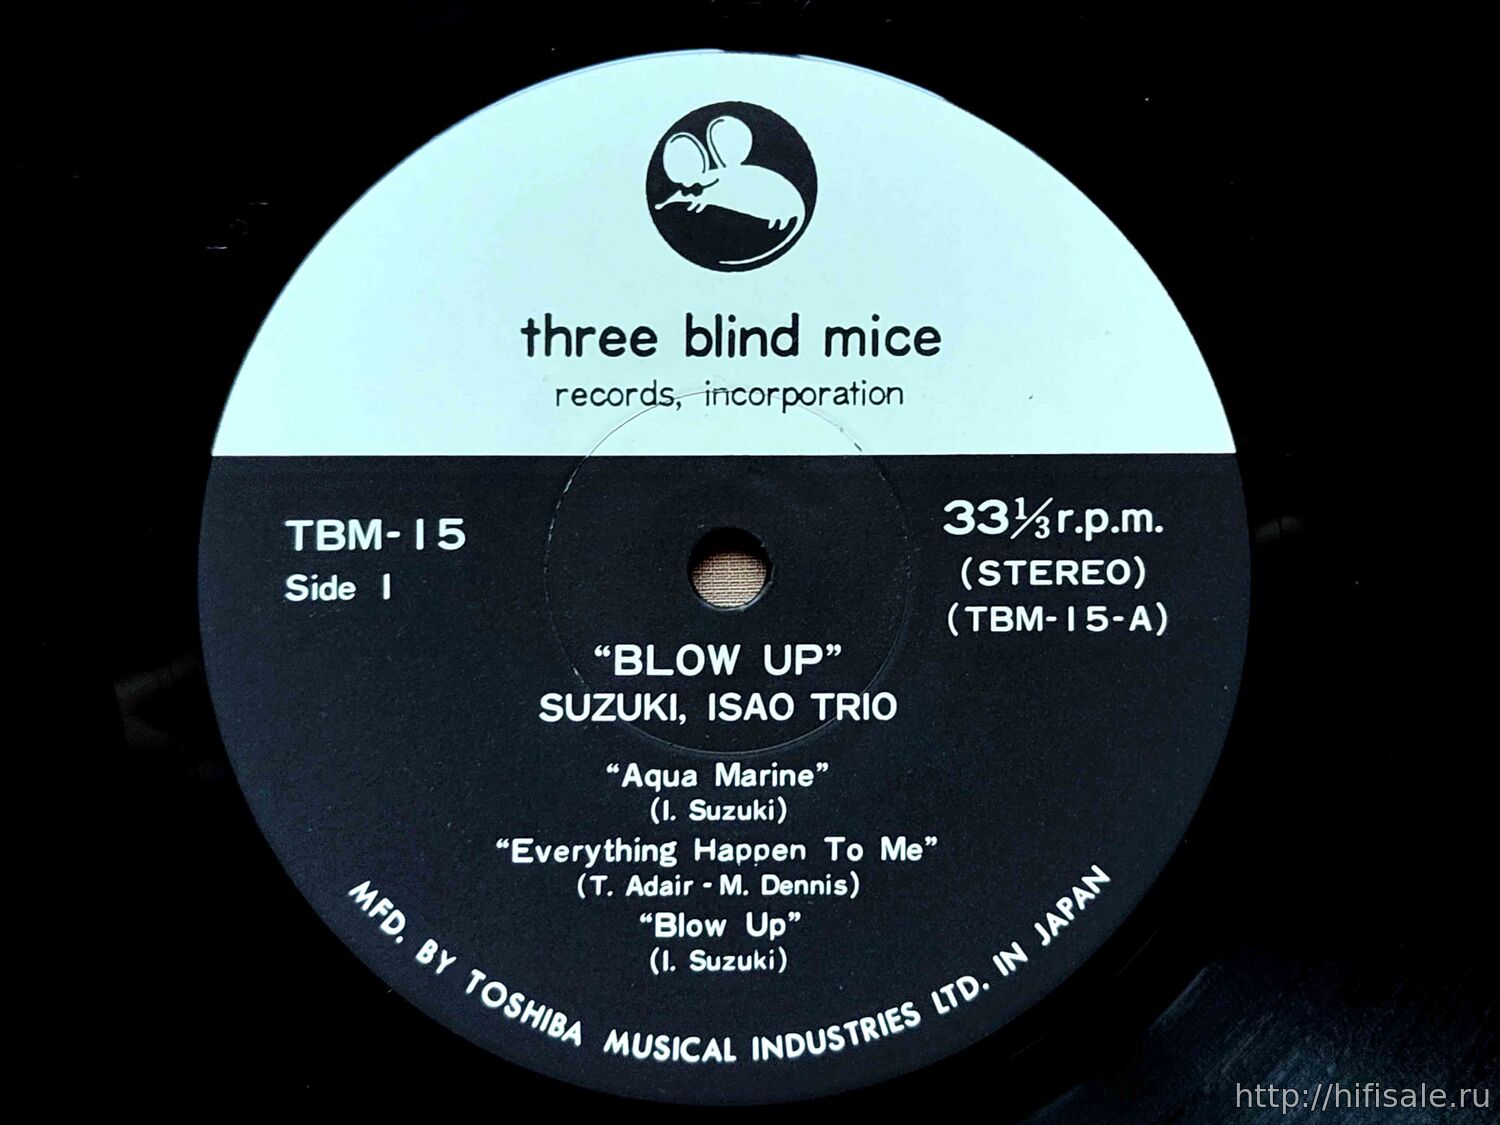 three blind mice
records, incorporation
TBM-15
Side 1
33⅓ r.p.m.
(STEREO)
(TBM-15-A)
“BLOW UP”
SUZUKI, ISAO TRIO
“Aqua Marine”
(I. Suzuki)
“Everything Happen To Me”
(T. Adair - M. Dennis)
“Blow Up”
(I. Suzuki)
MFD. BY TOSHIBA MUSICAL INDUSTRIES LTD. IN JAPAN
http://hifisale.ru